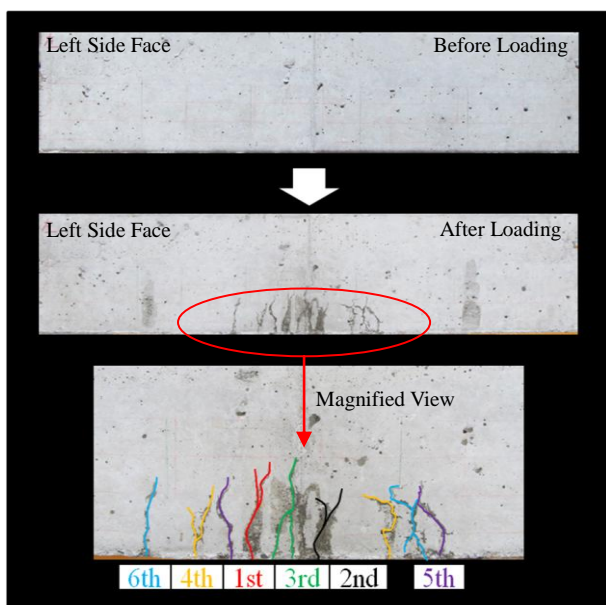 Left Side Face Before Loading
Left Side Face After Loading
Magnified View
6th 4th 1st 3rd 2nd 5th